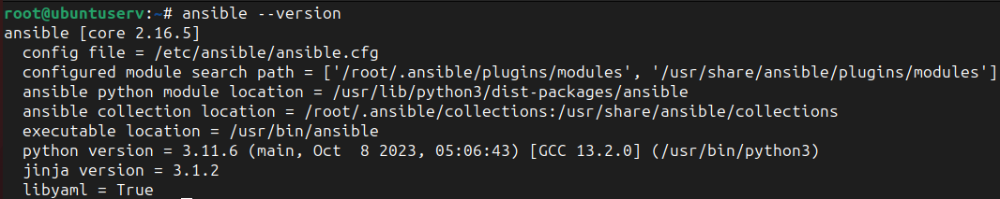 root@ubuntuserv:~# ansible --version
ansible [core 2.16.5]
  config file = /etc/ansible/ansible.cfg
  configured module search path = ['/root/.ansible/plugins/modules', '/usr/share/ansible/plugins/modules']
  ansible python module location = /usr/lib/python3/dist-packages/ansible
  ansible collection location = /root/.ansible/collections:/usr/share/ansible/collections
  executable location = /usr/bin/ansible
  python version = 3.11.6 (main, Oct  8 2023, 05:06:43) [GCC 13.2.0] (/usr/bin/python3)
  jinja version = 3.1.2
  libyaml = True